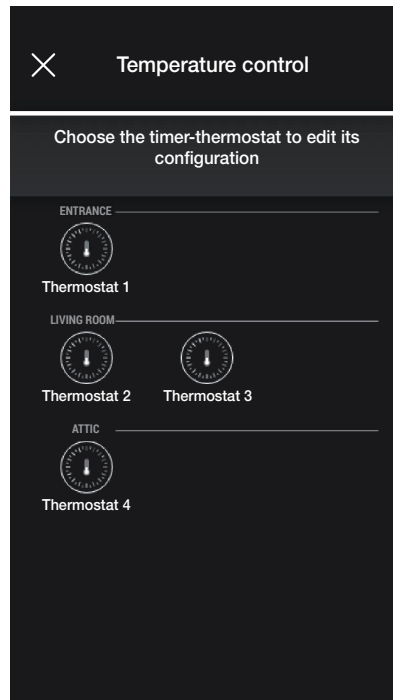 Temperature control
Choose the timer-thermostat to edit its
configuration
ENTRANCE
Thermostat 1
LIVING ROOM
Thermostat 2 Thermostat 3
ATTIC
Thermostat 4